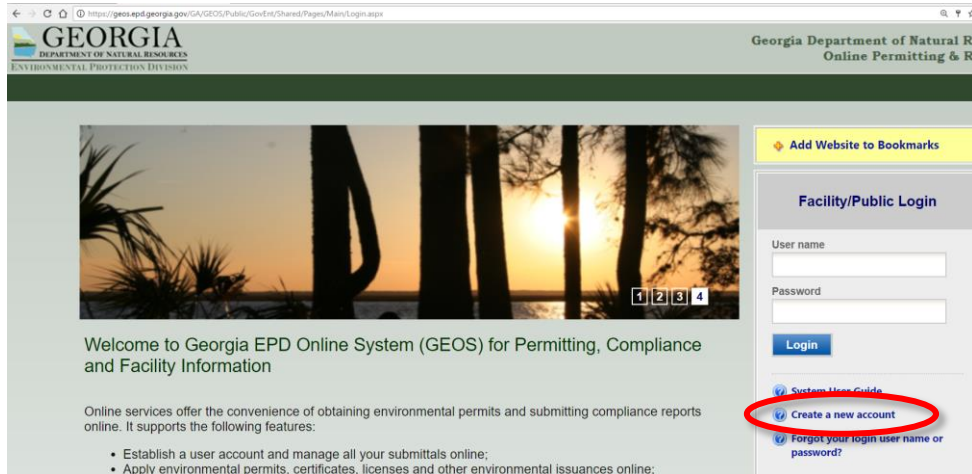 https://geos.epd.georgia.gov/GA/GEOS/Public/GovEnt/Shared/Pages/Main/Login.aspx
GEORGIA
DEPARTMENT OF NATURAL RESOURCES
ENVIRONMENTAL PROTECTION DIVISION
Georgia Department of Natural R
Online Permitting & R
1 2 3 4
Welcome to Georgia EPD Online System (GEOS) for Permitting, Compliance
and Facility Information
Online services offer the convenience of obtaining environmental permits and submitting compliance reports
online. It supports the following features:
• Establish a user account and manage all your submittals online;
• Apply environmental permits, certificates, licenses and other environmental issuances online;
Add Website to Bookmarks
Facility/Public Login
User name
Password
Login
System User Guide
Create a new account
Forgot your login user name or
password?